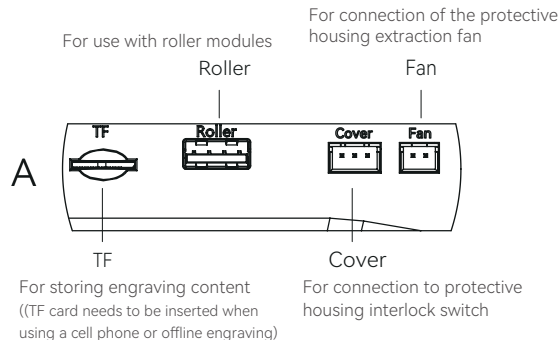 For use with roller modules
For connection of the protective
housing extraction fan
Roller
Fan
TF
Roller
Cover
Fan
A
TF
Cover
For storing engraving content
((TF card needs to be inserted when
using a cell phone or offline engraving)
For connection to protective
housing interlock switch